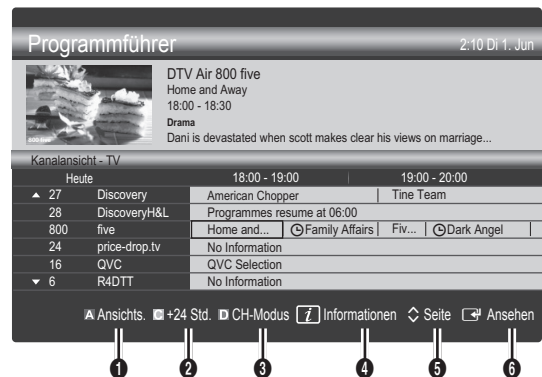 Programmführer 2:10 Di 1. Jun
DTV Air 800 five
Home and Away
18:00 - 18:30
Drama
Dani is devastated when scott makes clear his views on marriage...
Kanalansicht - TV
Heute 18:00 - 19:00 19:00 - 20:00
▲ 27 Discovery American Chopper Tine Team
28 DiscoveryH&L Programmes resume at 06:00
800 five Home and... Family Affairs Fiv... Dark Angel
24 price-drop.tv No Information
16 QVC QVC Selection
▼ 6 R4DTT No Information
A Ansichts. C +24 Std. D CH-Modus i Informationen Seite Ansehen
1 2 3 4 5 6